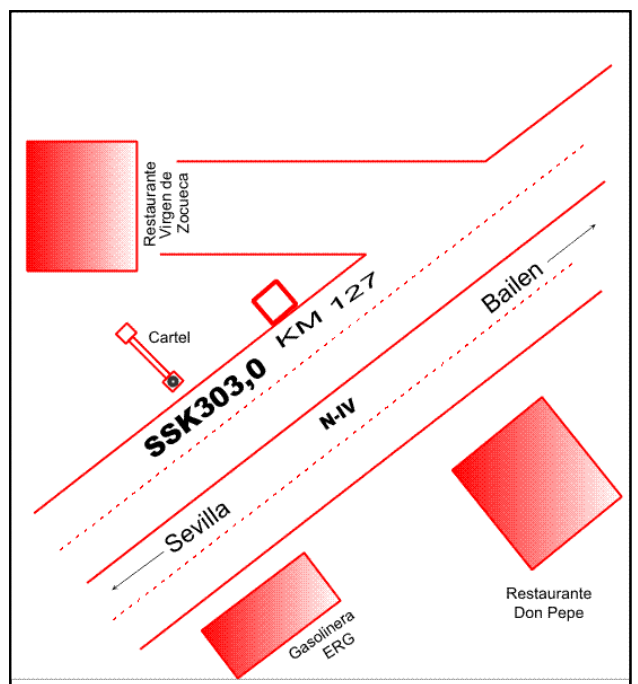 Restaurante
Virgen de
Zocueca
Cartel
KM 127
SSK303,0
Bailen
N-IV
Sevilla
Gasolinera
ERG
Restaurante
Don Pepe